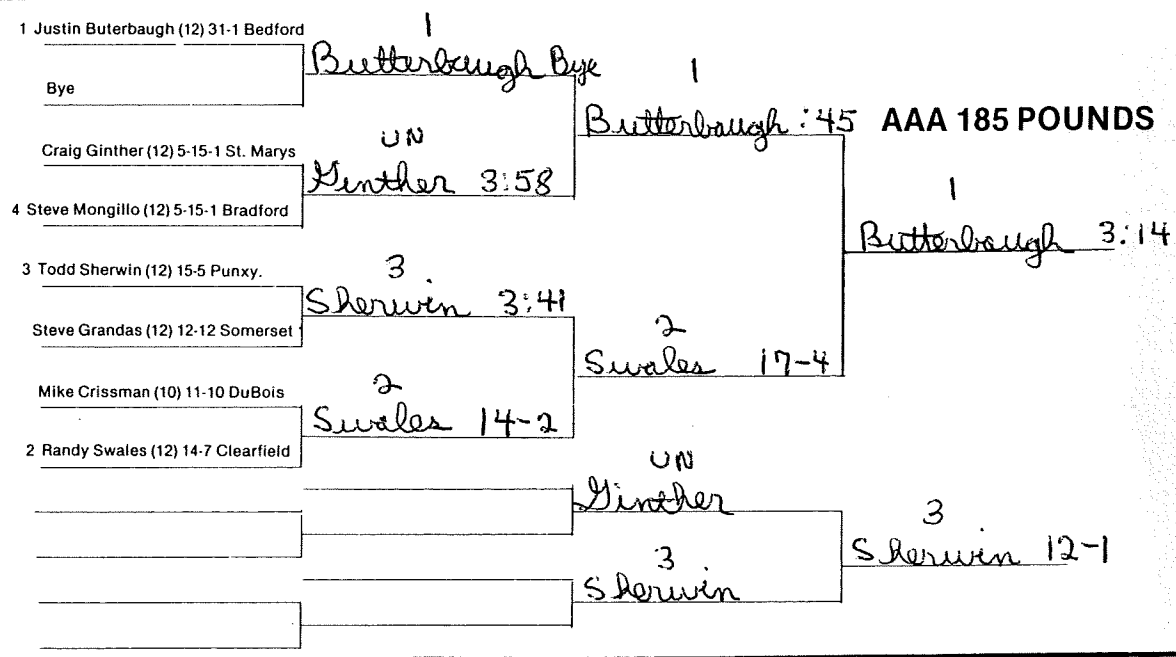 1 Justin Buterbaugh (12) 31-1 Bedford
Bye
Craig Ginther (12) 5-15-1 St. Marys
4 Steve Mongillo (12) 5-15-1 Bradford
3 Todd Sherwin (12) 15-5 Punxy.
Steve Grandas (12) 12-12 Somerset
Mike Crissman (10) 11-10 DuBois
2 Randy Swales (12) 14-7 Clearfield
1
Butterbaugh Bye
UN
Ginther 3:58
3
Sherwin 3:41
2
Swales 14-2
1
Butterbaugh :45
2
Swales 17-4
UN
Ginther
3
Sherwin
AAA 185 POUNDS
1
Butterbaugh 3:14
3
Sherwin 12-1